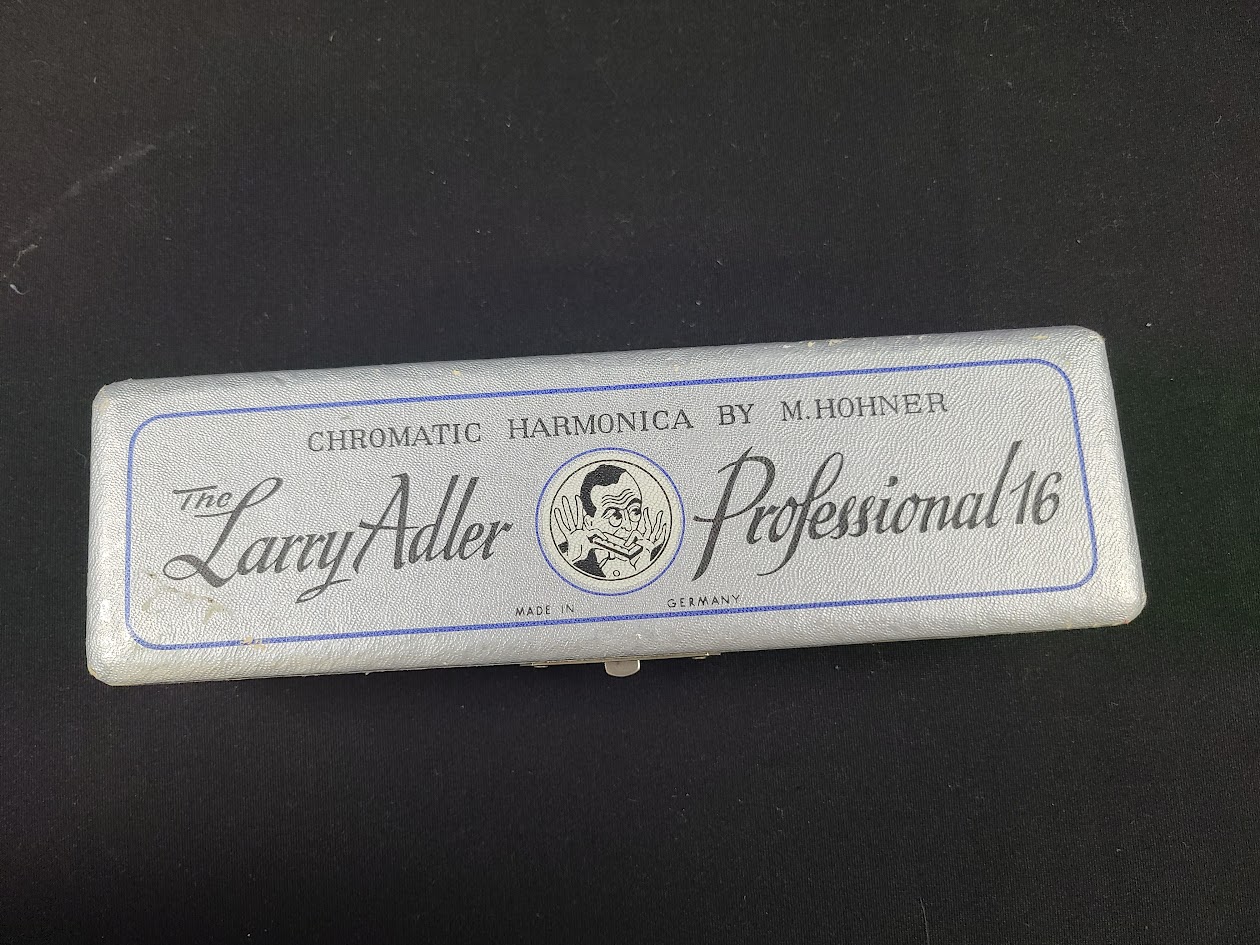 CHROMATIC HARMONICA BY M.HOHNER
The Larry Adler Professional 16
MADE IN GERMANY